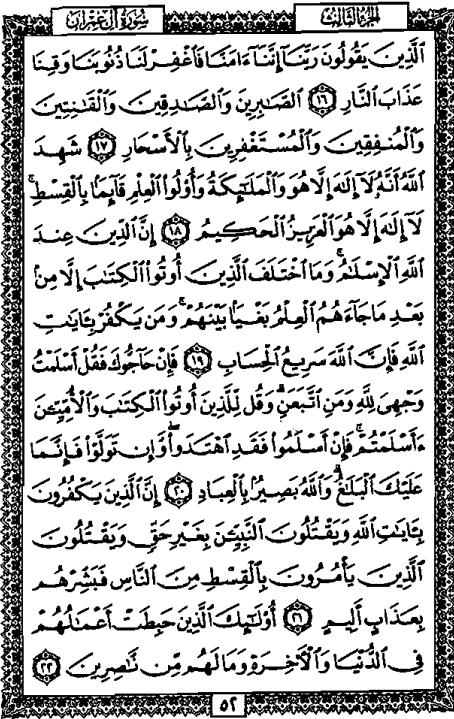 الجزء الثالث
سورة آل عمران
ٱلَّذِينَ يَقُولُونَ رَبَّنَآ إِنَّنَآ ءَامَنَّا فَٱغْفِرْ لَنَا ذُنُوبَنَا وَقِنَا
عَذَابَ ٱلنَّارِ ١٦ ٱلصَّٰبِرِينَ وَٱلصَّٰدِقِينَ وَٱلْقَٰنِتِينَ
وَٱلْمُنفِقِينَ وَٱلْمُسْتَغْفِرِينَ بِٱلْأَسْحَارِ ١٧ شَهِدَ
ٱللَّهُ أَنَّهُۥ لَآ إِلَٰهَ إِلَّا هُوَ وَٱلْمَلَٰٓئِكَةُ وَأُو۟لُوا۟ ٱلْعِلْمِ قَآئِمًۢا بِٱلْقِسْطِ ۚ
لَآ إِلَٰهَ إِلَّا هُوَ ٱلْعَزِيزُ ٱلْحَكِيمُ ١٨ إِنَّ ٱلدِّينَ عِندَ
ٱللَّهِ ٱلْإِسْلَٰمُ ۗ وَمَا ٱخْتَلَفَ ٱلَّذِينَ أُوتُوا۟ ٱلْكِتَٰبَ إِلَّا مِنۢ
بَعْدِ مَا جَآءَهُمُ ٱلْعِلْمُ بَغْيًۢا بَيْنَهُمْ ۗ وَمَن يَكْفُرْ بِـَٔايَٰتِ
ٱللَّهِ فَإِنَّ ٱللَّهَ سَرِيعُ ٱلْحِسَابِ ١٩ فَإِنْ حَآجُّوكَ فَقُلْ أَسْلَمْتُ
وَجْهِىَ لِلَّهِ وَمَنِ ٱتَّبَعَنِ ۗ وَقُل لِّلَّذِينَ أُوتُوا۟ ٱلْكِتَٰبَ وَٱلْأُمِّيِّـۧنَ
ءَأَسْلَمْتُمْ ۚ فَإِنْ أَسْلَمُوا۟ فَقَدِ ٱهْتَدَوا۟ ۖ وَّإِن تَوَلَّوْا۟ فَإِنَّمَا
عَلَيْكَ ٱلْبَلَٰغُ ۗ وَٱللَّهُ بَصِيرٌۢ بِٱلْعِبَادِ ٢٠ إِنَّ ٱلَّذِينَ يَكْفُرُونَ
بِـَٔايَٰتِ ٱللَّهِ وَيَقْتُلُونَ ٱلنَّبِيِّـۧنَ بِغَيْرِ حَقٍّ وَيَقْتُلُونَ
ٱلَّذِينَ يَأْمُرُونَ بِٱلْقِسْطِ مِنَ ٱلنَّاسِ فَبَشِّرْهُم
بِعَذَابٍ أَلِيمٍ ٢١ أُو۟لَٰٓئِكَ ٱلَّذِينَ حَبِطَتْ أَعْمَٰلُهُمْ
فِى ٱلدُّنْيَا وَٱلْءَاخِرَةِ وَمَا لَهُم مِّن نَّٰصِرِينَ ٢٢
٥٢